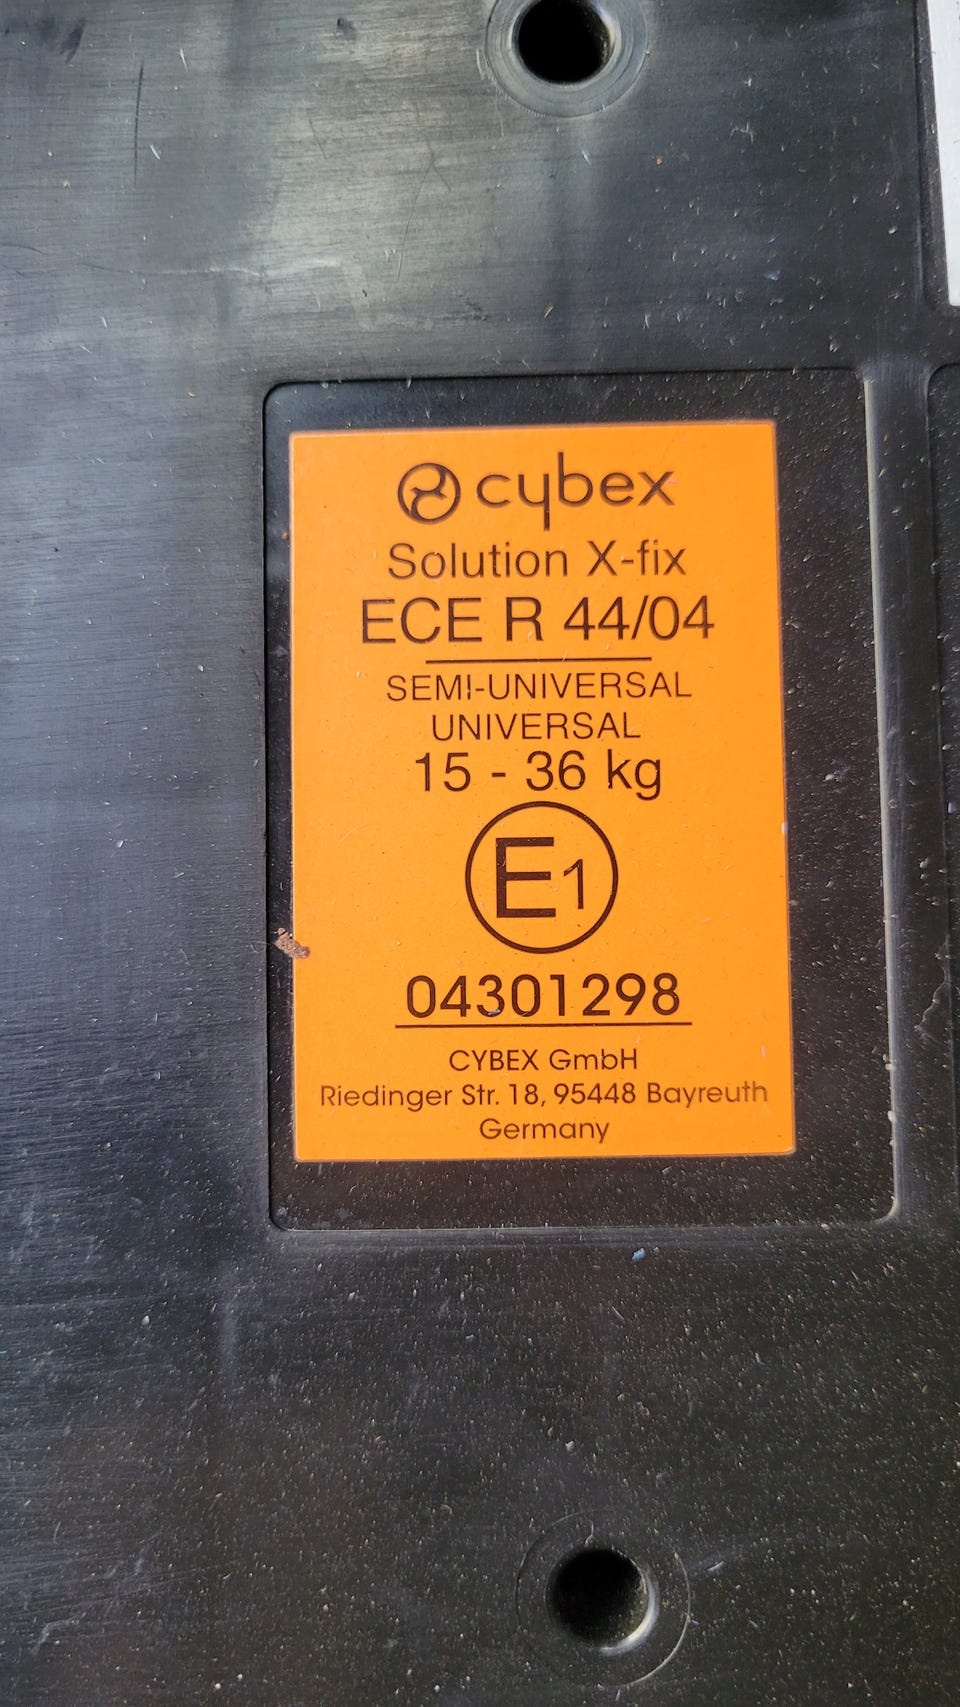 cybex
Solution X-fix
ECE R 44/04
SEMI-UNIVERSAL
UNIVERSAL
15 - 36 kg
E1
04301298
CYBEX GmbH
Riedinger Str. 18, 95448 Bayreuth
Germany